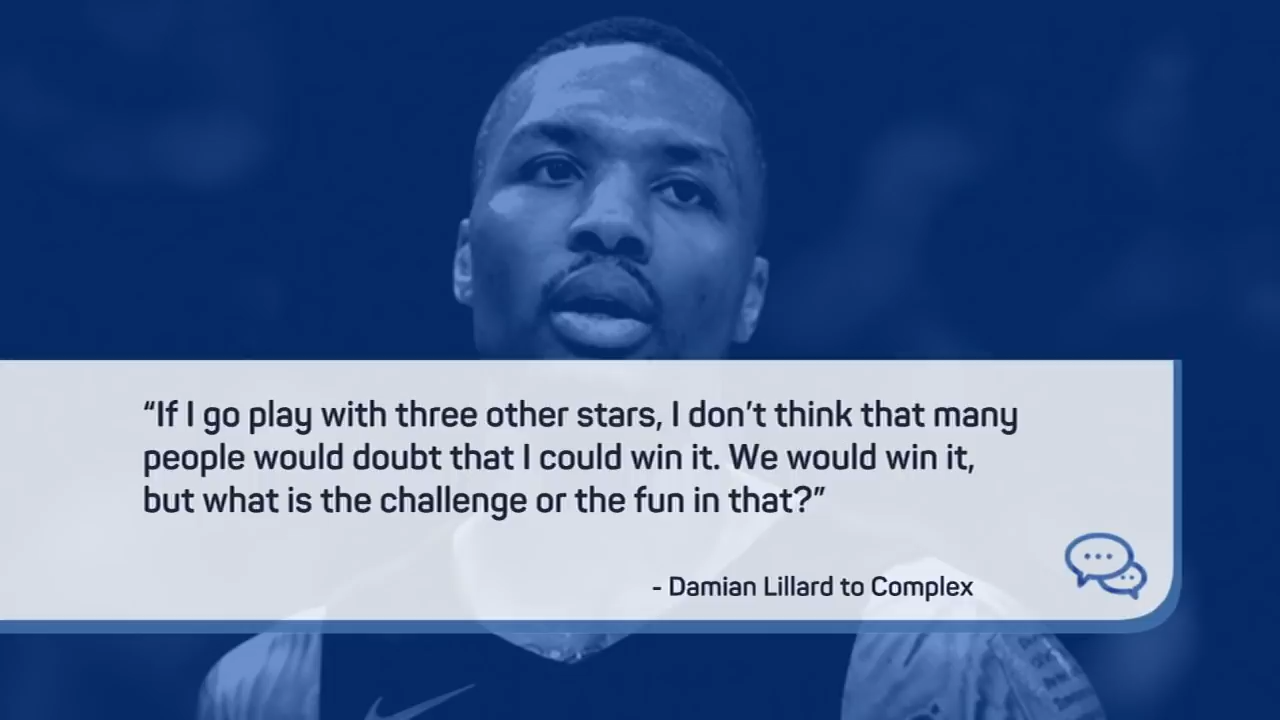 “If I go play with three other stars, I don’t think that many
people would doubt that I could win it. We would win it,
but what is the challenge or the fun in that?”
- Damian Lillard to Complex